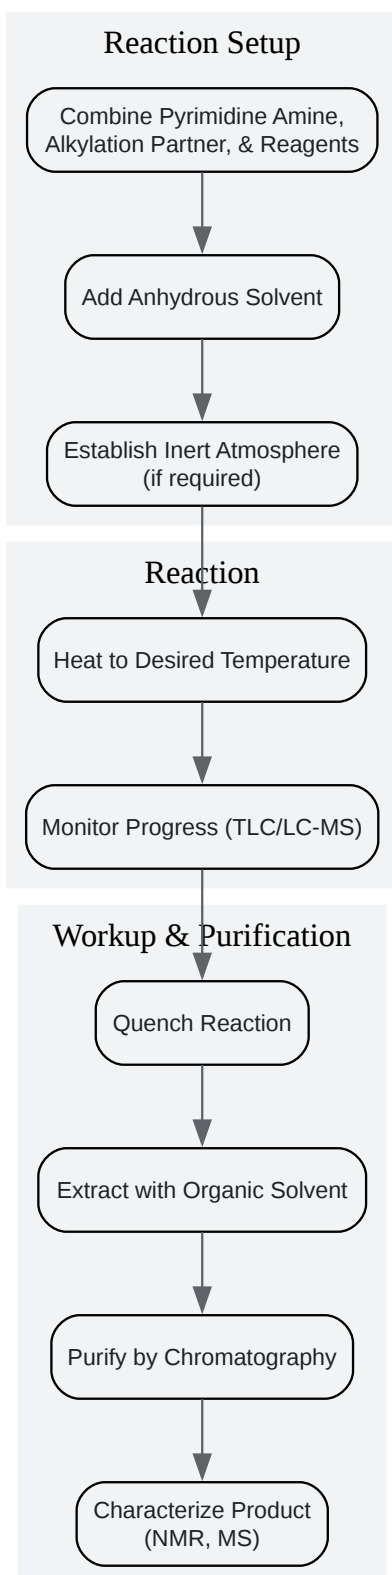 Reaction Setup
Combine Pyrimidine Amine,
Alkylation Partner, & Reagents
Add Anhydrous Solvent
Establish Inert Atmosphere
(if required)
Reaction
Heat to Desired Temperature
Monitor Progress (TLC/LC-MS)
Workup & Purification
Quench Reaction
Extract with Organic Solvent
Purify by Chromatography
Characterize Product
(NMR, MS)